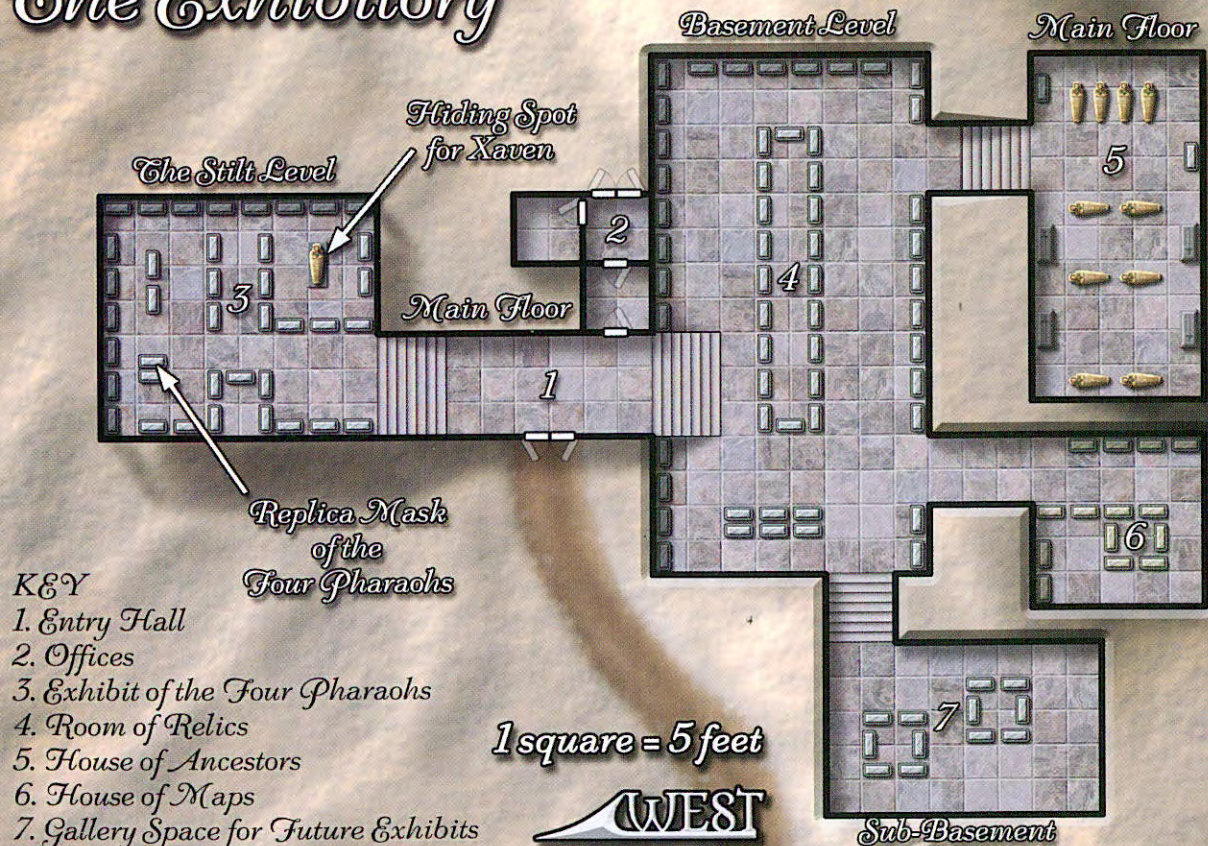 The Exhibitory
Basement Level
Main Floor
Hiding Spot
for Xaven
The Stilt Level
5
2
3
4
Main Floor
1
Replica Mask
of the
Four Pharaohs
6
KEY
1. Entry Hall
2. Offices
3. Exhibit of the Four Pharaohs
4. Room of Relics
5. House of Ancestors
6. House of Maps
7. Gallery Space for Future Exhibits
7
1 square = 5 feet
WEST
Sub-Basement